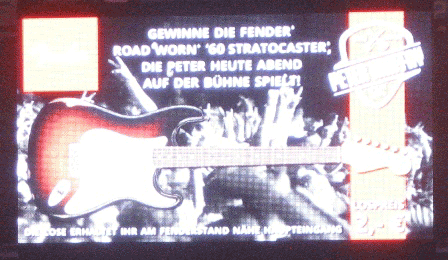 GEWINNE DIE FENDER®
ROAD WORN® '60 STRATOCASTER®,
DIE PETER HEUTE ABEND
AUF DER BÜHNE SPIELT!
LOSPREIS
DIE LOSE ERHALTET IHR AM FENDERSTAND NÄHE HAUPTEINGANG